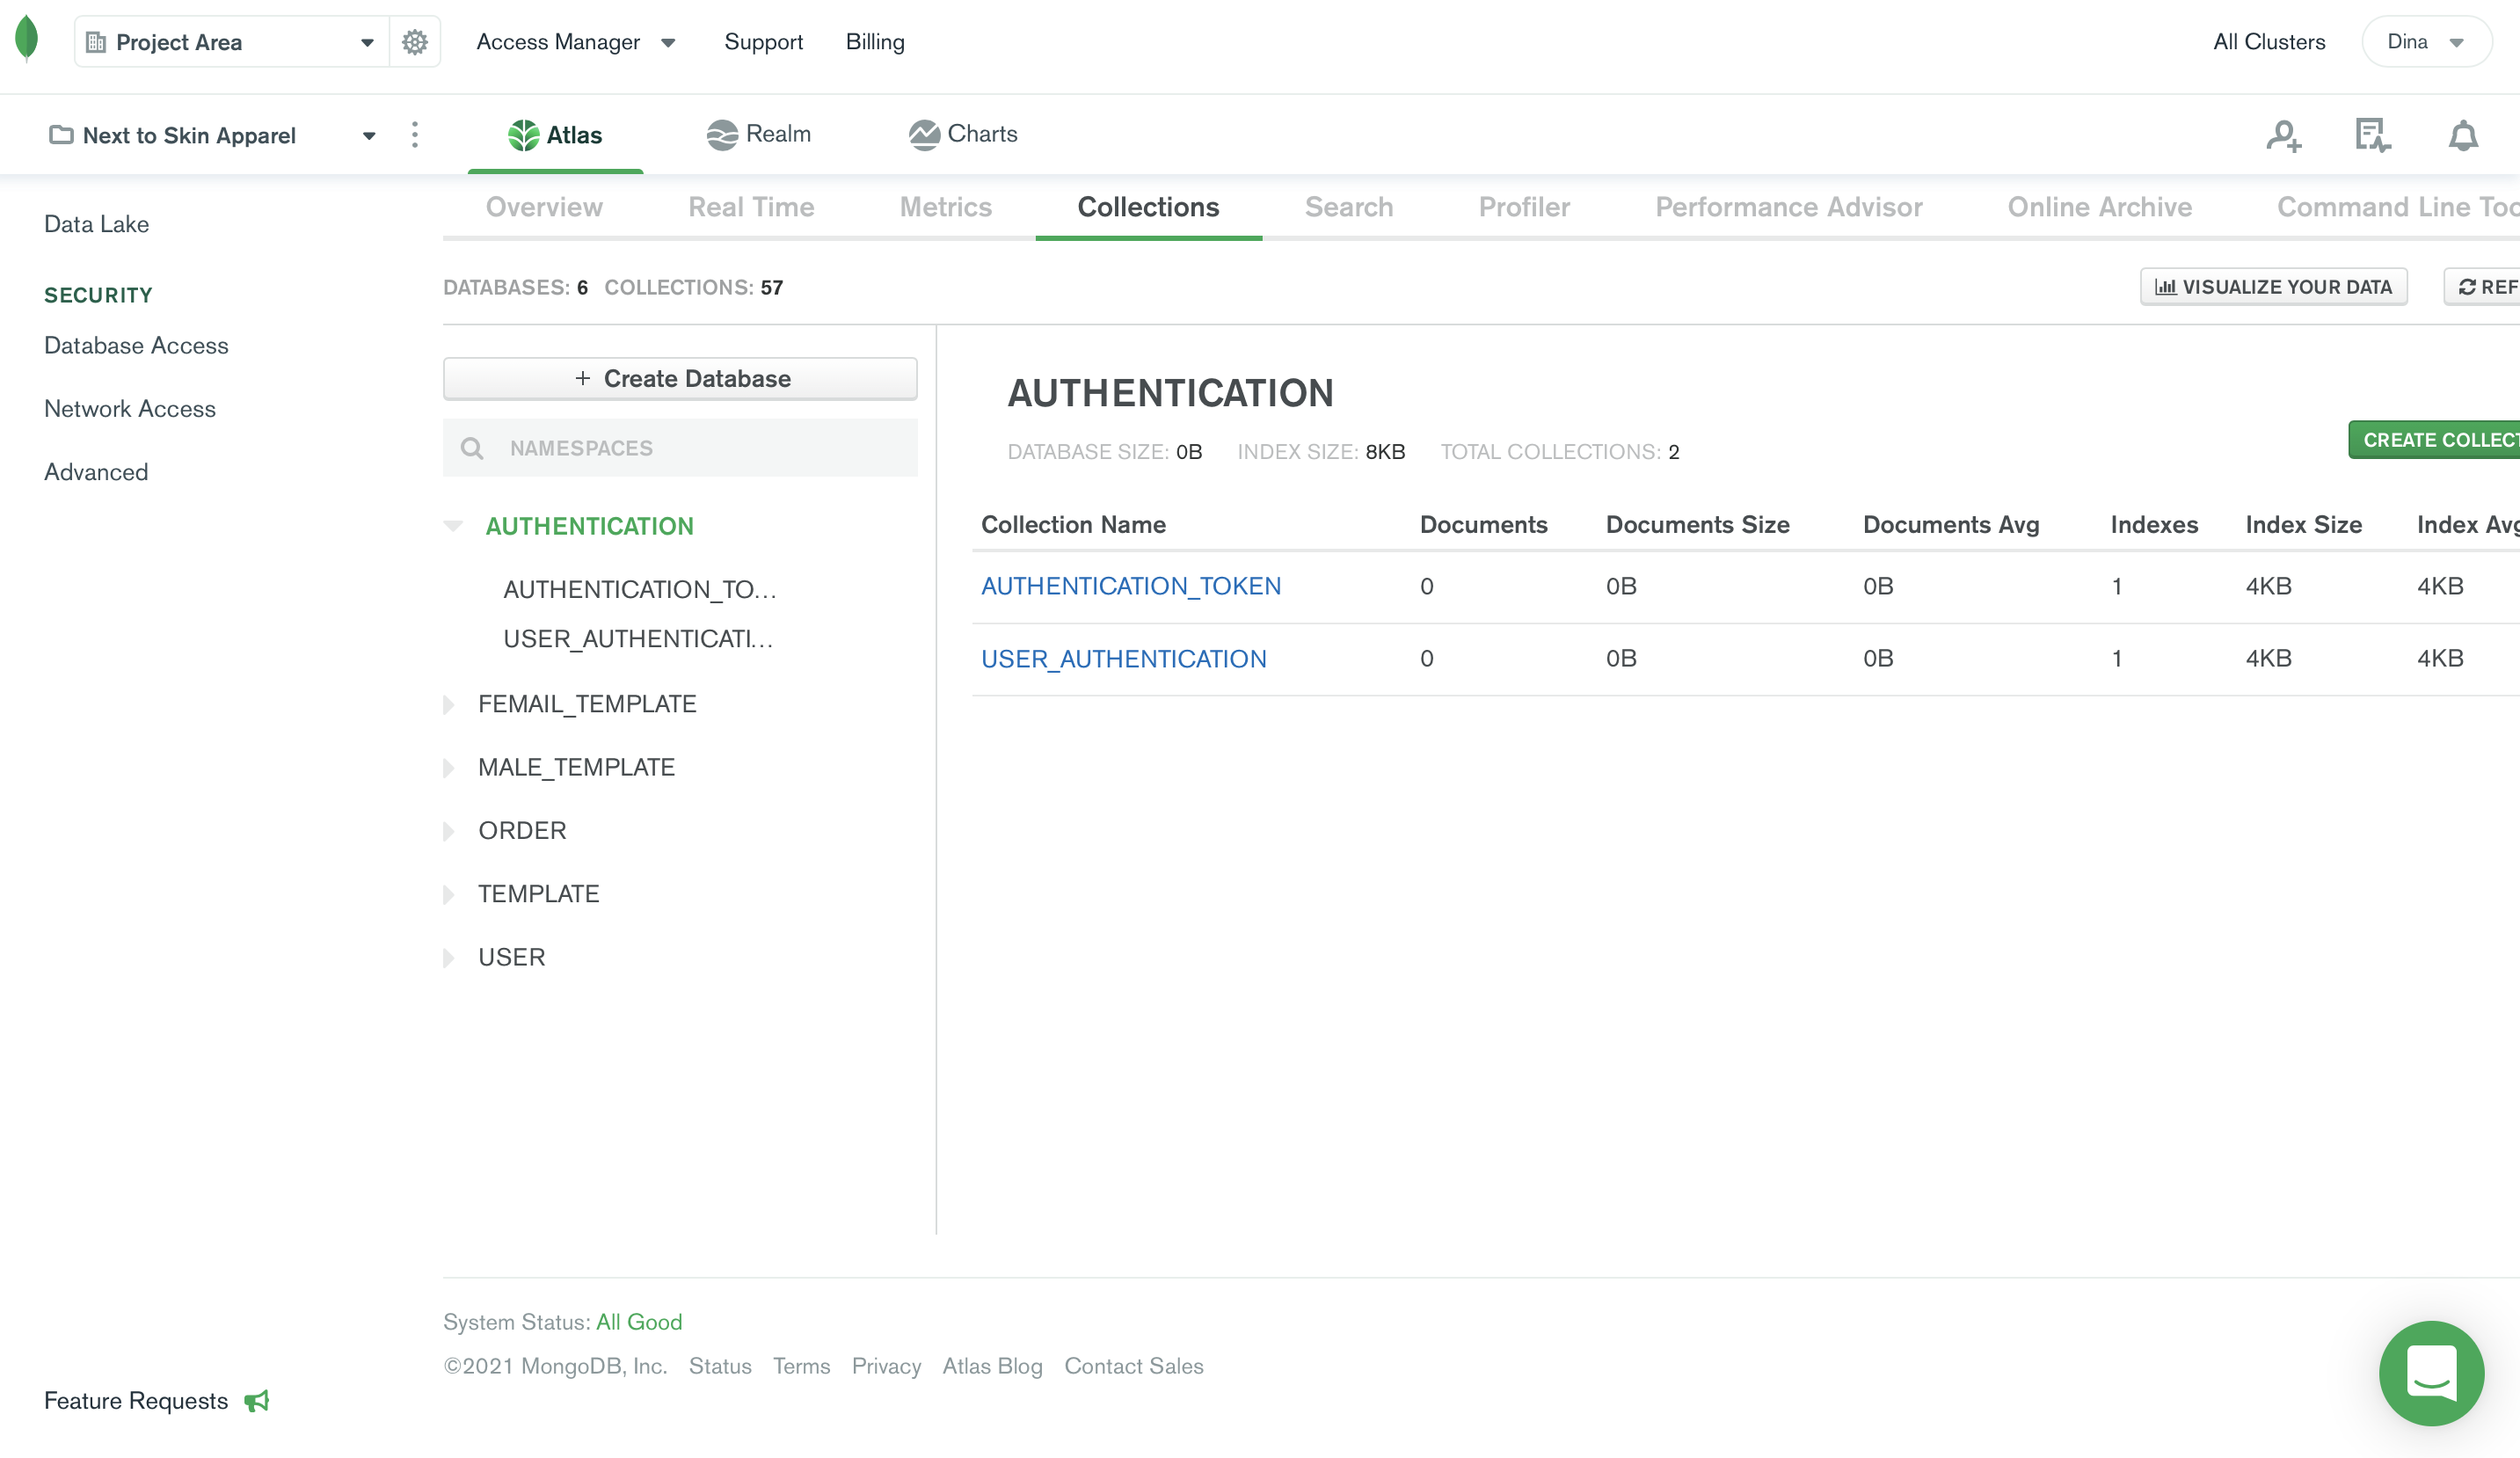 Project Area Access Manager Support Billing All Clusters Dina
Next to Skin Apparel Atlas Realm Charts
Data Lake
SECURITY
Database Access
Network Access
Advanced
Feature Requests
Overview Real Time Metrics Collections Search Profiler Performance Advisor Online Archive Command Line Too
DATABASES: 6 COLLECTIONS: 57 VISUALIZE YOUR DATA REF
+ Create Database
NAMESPACES
AUTHENTICATION
AUTHENTICATION_TO...
USER_AUTHENTICATI...
FEMAIL_TEMPLATE
MALE_TEMPLATE
ORDER
TEMPLATE
USER
AUTHENTICATION
DATABASE SIZE: 0B INDEX SIZE: 8KB TOTAL COLLECTIONS: 2
CREATE COLLECT
Collection Name Documents Documents Size Documents Avg Indexes Index Size Index Avg
AUTHENTICATION_TOKEN 0 0B 0B 1 4KB 4KB
USER_AUTHENTICATION 0 0B 0B 1 4KB 4KB
System Status: All Good
©2021 MongoDB, Inc. Status Terms Privacy Atlas Blog Contact Sales